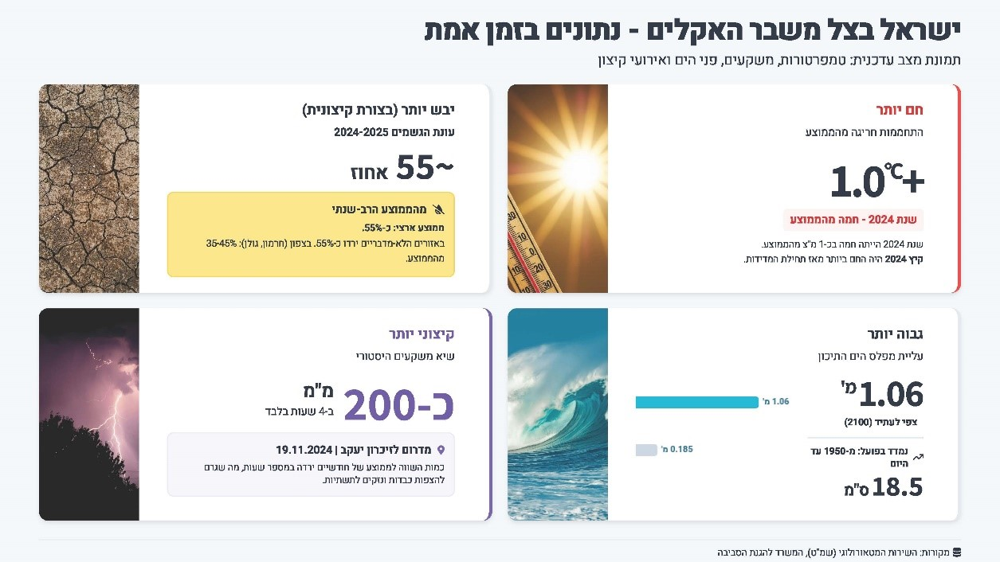 ישראל בצל משבר האקלים - נתונים בזמן אמת
תמונת מצב עדכנית: טמפרטורות, משקעים, פני הים ואירועי קיצון
חם יותר
התחממות חריגה מהממוצע
+1.0℃
שנת 2024 - חמה מהממוצע
שנת 2024 הייתה חמה בכ-1 מ"צ מהממוצע.
קיץ 2024 היה החם ביותר מאז תחילת המדידות.
יבש יותר (בצורת קיצונית)
עונת הגשמים 2024-2025
~55 אחוז
מהממוצע הרב-שנתי
ממוצע ארצי: כ-55%.
באזורים הלא-מדבריים ירדו כ-55%. בצפון (חרמון, גולן): 35-45%
מהממוצע.
גבוה יותר
עליית מפלס הים התיכון
1.06 מ'
צפי לעתיד (2100)
נמדד בפועל: מ-1950 עד
היום
18.5 ס"מ
1.06 מ'
0.185 מ'
קיצוני יותר
שיא משקעים היסטורי
כ-200 מ"מ
ב-4 שעות בלבד
מדרום לזיכרון יעקב | 19.11.2024
כמות השווה לממוצע של חודשיים ירדה במספר שעות, מה שגרם
להצפות כבדות ונזקים לתשתיות.
מקורות: השירות המטאורולוגי (שמ"ט), המשרד להגנת הסביבה
30
10
0
10
20
30